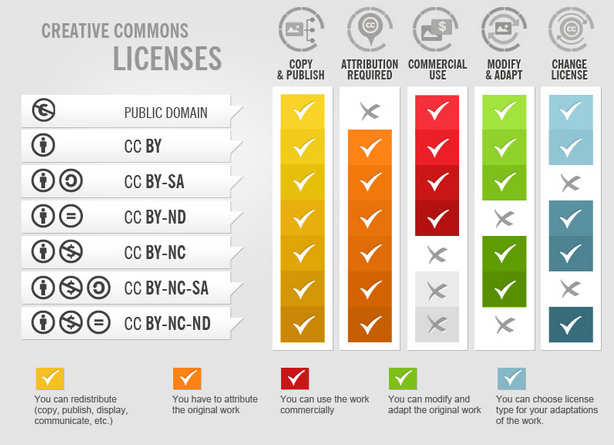 CREATIVE COMMONS
LICENSES
COPY
& PUBLISH
ATTRIBUTION
REQUIRED
COMMERCIAL
USE
MODIFY
& ADAPT
CHANGE
LICENSE
PUBLIC DOMAIN
CC BY
CC BY-SA
CC BY-ND
CC BY-NC
CC BY-NC-SA
CC BY-NC-ND
You can redistribute
(copy, publish, display,
communicate, etc.)
You have to attribute
the original work
You can use the work
commercially
You can modify and
adapt the original work
You can choose license
type for your adaptations
of the work.